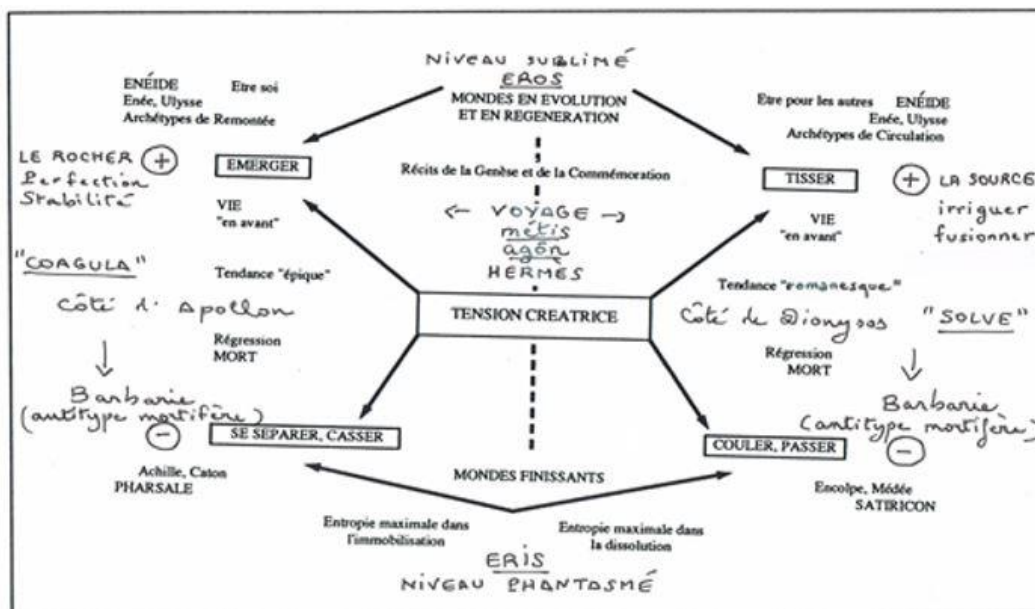 NIVEAU SUBLIMÉ
EROS
MONDES EN EVOLUTION
ET EN REGENERATION
ENÉIDE Etre soi
Enée, Ulysse
Archétypes de Remontée
Etre pour les autres ENÉIDE
Enée, Ulysse
Archétypes de Circulation
LE ROCHER +
Perfection
Stabilité
EMERGER
Récits de la Genèse et de la Commémoration
TISSER
+ LA SOURCE
irriguer
fusionner
VIE
"en avant"
<- VOYAGE ->
métis
agôn
HERMES
VIE
"en avant"
"COAGULA"
Tendance "épique"
Côté d'Apollon
TENSION CREATRICE
Tendance "romanesque"
Côté de Dionysos "SOLVE"
Régression
MORT
Régression
MORT
Barbarie
(antitype mortifère)
Barbarie
(antitype mortifère)
- SE SEPARER, CASSER
COULER, PASSER -
Achille, Caton
PHARSALE
MONDES FINISSANTS
Encolpe, Médée
SATIRICON
Entropie maximale dans
l'immobilisation
Entropie maximale dans
la dissolution
ERIS
NIVEAU PHANTASMÉ